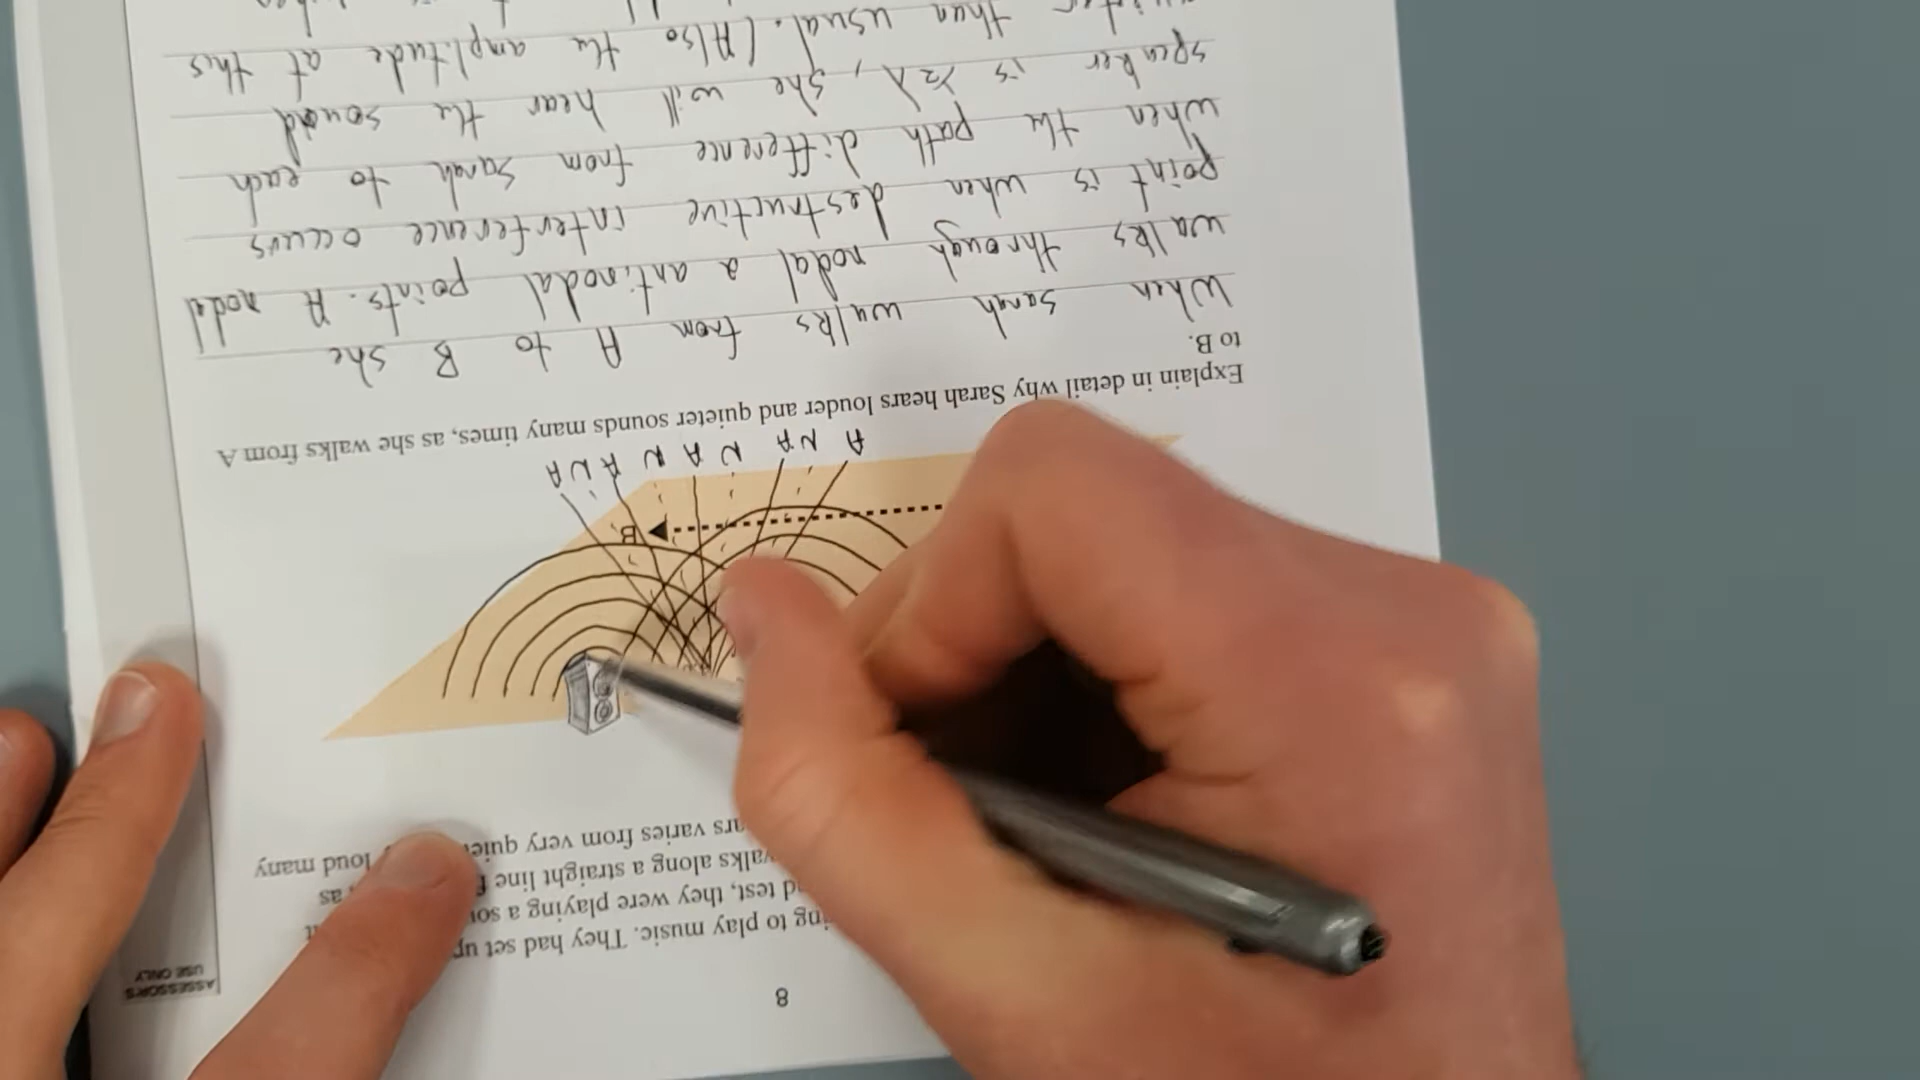 8
ASSESSOR'S
USE ONLY
ing to play music. They had set up
nd test, they were playing a
walks along a straight line
as
ars varies from very loud many
B
A N A N A N A N A
Explain in detail why Sarah hears louder and quieter sounds many times, as she walks from A
to B.
When Sarah walks from A to B she
walks through nodal & antinodal points. A nodal
point is when destructive interference occurs
when the path difference from Sarah to each
speaker is ½λ, she will hear the sound
than usual. (Also the amplitude at this